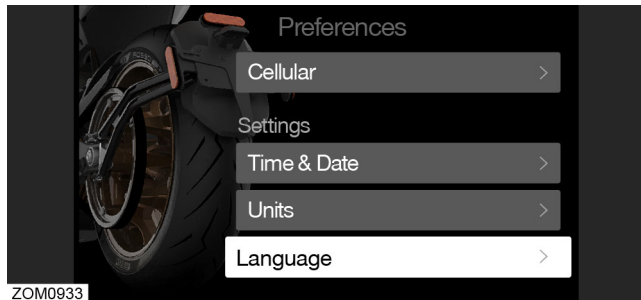 Preferences
Cellular
Settings
Time & Date
Units
Language
ZOM0933